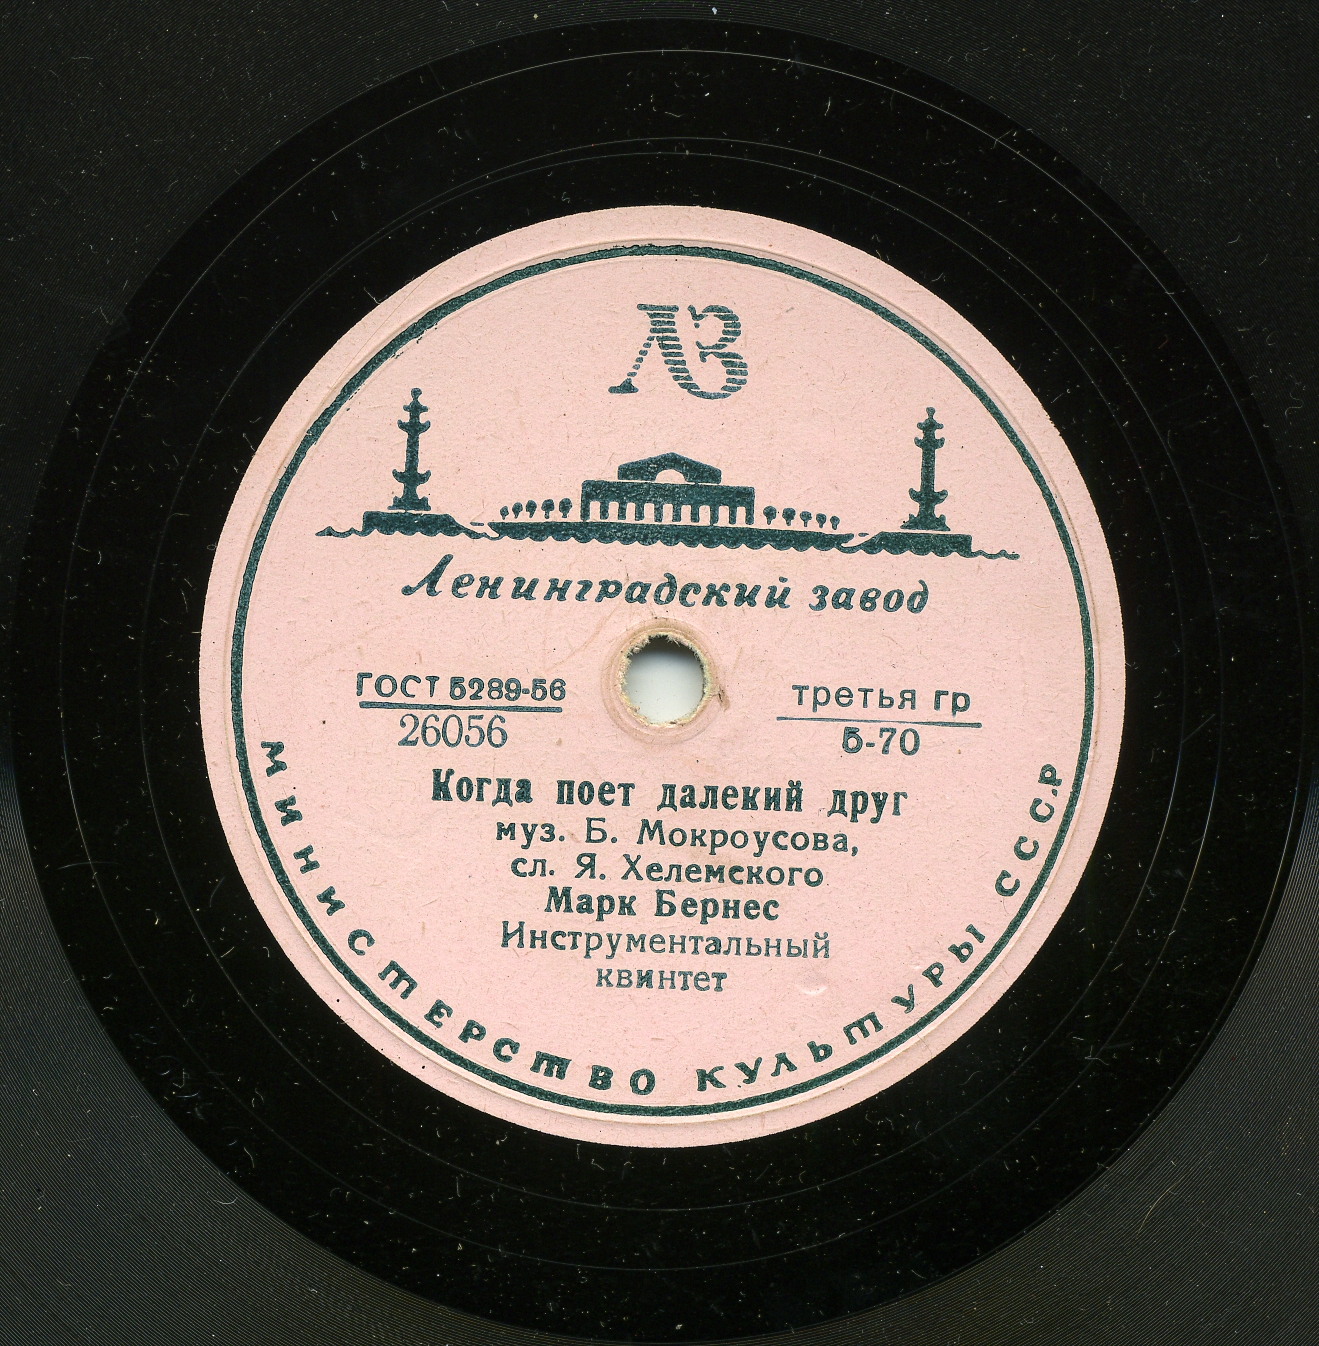 ЛЗ
Ленинградский завод
ГОСТ 5289-56
26056
третья гр
Б-70
Когда поет далекий друг
муз. Б. Мокроусова,
сл. Я. Хелемского
Марк Бернес
Инструментальный
квинтет
МИНИСТЕРСТВО КУЛЬТУРЫ СССР